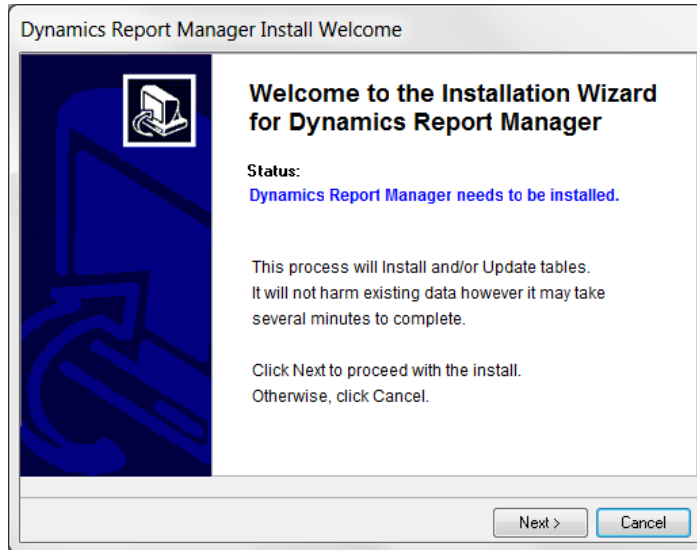 Dynamics Report Manager Install Welcome
Welcome to the Installation Wizard
for Dynamics Report Manager
Status:
Dynamics Report Manager needs to be installed.
This process will Install and/or Update tables.
It will not harm existing data however it may take
several minutes to complete.
Click Next to proceed with the install.
Otherwise, click Cancel.
Next >
Cancel